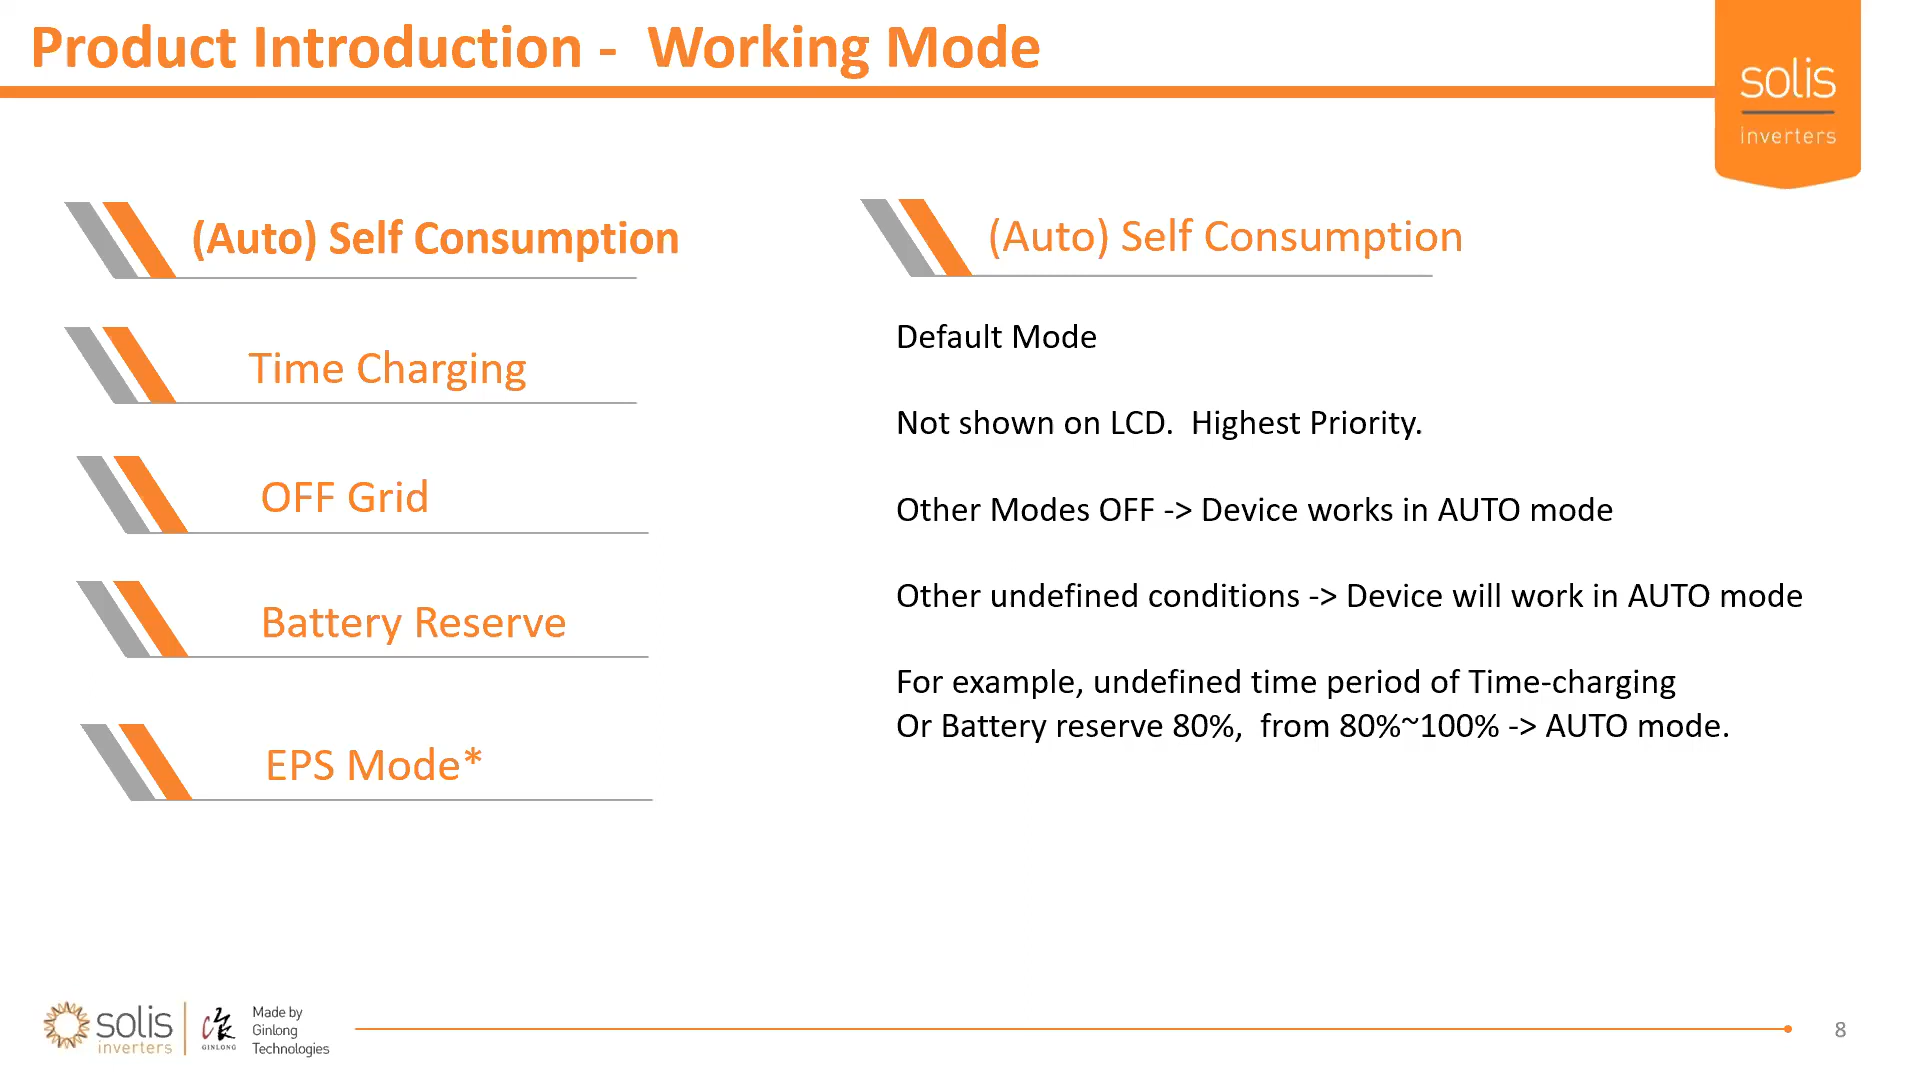 Product Introduction -  Working Mode
solis
inverters
(Auto) Self Consumption
Time Charging
OFF Grid
Battery Reserve
EPS Mode*
(Auto) Self Consumption
Default Mode
Not shown on LCD.  Highest Priority.
Other Modes OFF -> Device works in AUTO mode
Other undefined conditions -> Device will work in AUTO mode
For example, undefined time period of Time-charging
Or Battery reserve 80%,  from 80%~100% -> AUTO mode.
solis
inverters
GINLONG
Made by
Ginlong
Technologies
8